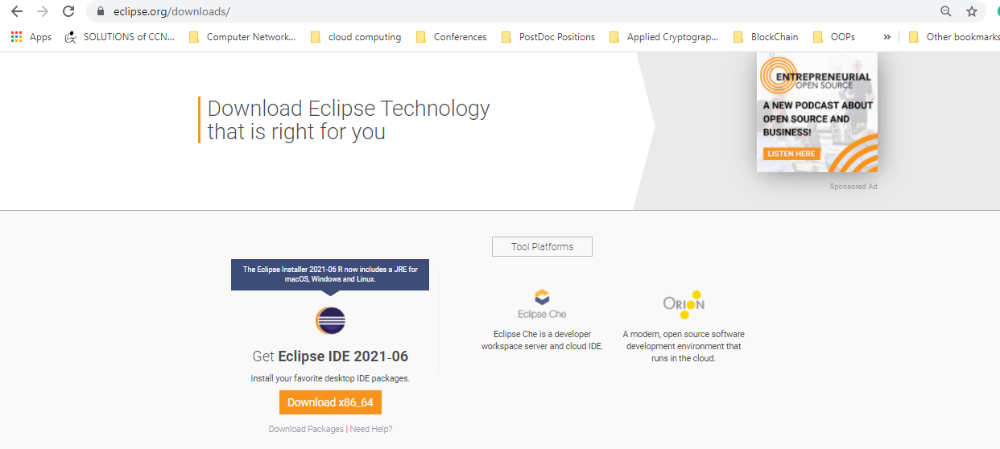 eclipse.org/downloads/
Apps SOLUTIONS of CCN... Computer Network... cloud computing Conferences PostDoc Positions Applied Cryptograp... BlockChain OOPs » Other bookmarks
Download Eclipse Technology
that is right for you
ENTREPRENEURIAL
OPEN SOURCE
A NEW PODCAST ABOUT
OPEN SOURCE AND
BUSINESS!
LISTEN HERE
Sponsored Ad
Tool Platforms
The Eclipse Installer 2021-06 R now includes a JRE for
macOS, Windows and Linux.
Get Eclipse IDE 2021-06
Install your favorite desktop IDE packages.
Download x86_64
Download Packages | Need Help?
Eclipse Che
Eclipse Che is a developer
workspace server and cloud IDE.
ORION
A modern, open source software
development environment that
runs in the cloud.